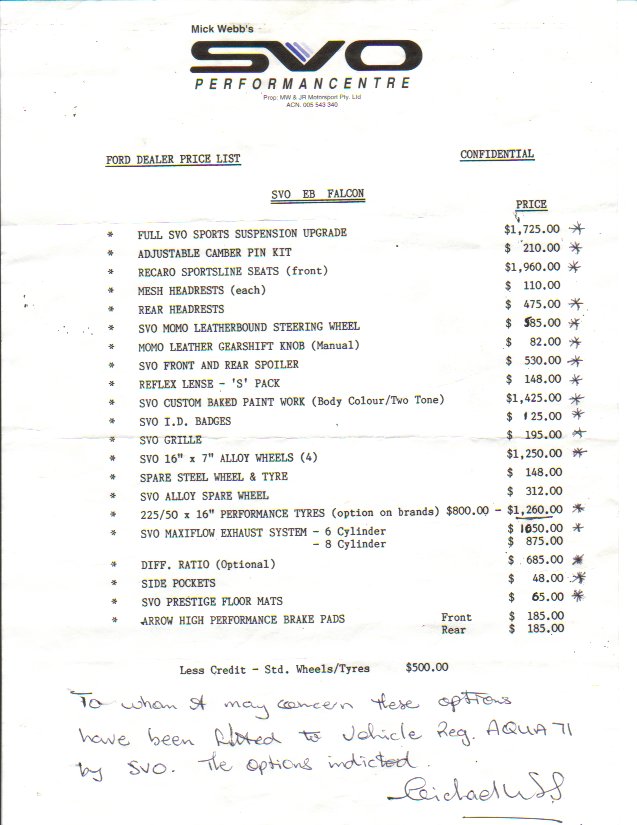 Mick Webb's
SVO
PERFORMANCENTRE
Prop: MW & JR Motorsport Pty. Ltd
ACN. 005 543 340
FORD DEALER PRICE LIST CONFIDENTIAL
SVO EB FALCON
PRICE
* FULL SVO SPORTS SUSPENSION UPGRADE $1,725.00 *
* ADJUSTABLE CAMBER PIN KIT $ 210.00 *
* RECARO SPORTSLINE SEATS (front) $1,960.00 *
* MESH HEADRESTS (each) $ 110.00
* REAR HEADRESTS $ 475.00 *
* SVO MOMO LEATHERBOUND STEERING WHEEL $ 585.00 *
* MOMO LEATHER GEARSHIFT KNOB (Manual) $ 82.00 *
* SVO FRONT AND REAR SPOILER $ 530.00 *
* REFLEX LENSE - 'S' PACK $ 148.00 *
* SVO CUSTOM BAKED PAINT WORK (Body Colour/Two Tone) $1,425.00 *
* SVO I.D. BADGES $ 125.00 *
* SVO GRILLE $ 195.00 *
* SVO 16" x 7" ALLOY WHEELS (4) $1,250.00 *
* SPARE STEEL WHEEL & TYRE $ 148.00
* SVO ALLOY SPARE WHEEL $ 312.00
* 225/50 x 16" PERFORMANCE TYRES (option on brands) $800.00 - $1,260.00 *
* SVO MAXIFLOW EXHAUST SYSTEM - 6 Cylinder $ 1050.00 *
- 8 Cylinder $ 875.00
* DIFF. RATIO (Optional) $ 685.00 *
* SIDE POCKETS $ 48.00 *
* SVO PRESTIGE FLOOR MATS $ 65.00 *
* ARROW HIGH PERFORMANCE BRAKE PADS Front $ 185.00
Rear $ 185.00
Less Credit - Std. Wheels/Tyres $500.00
To whom it may concern these options
have been fitted to Vehicle Reg. AQUA 71
by SVO. The options indicted.